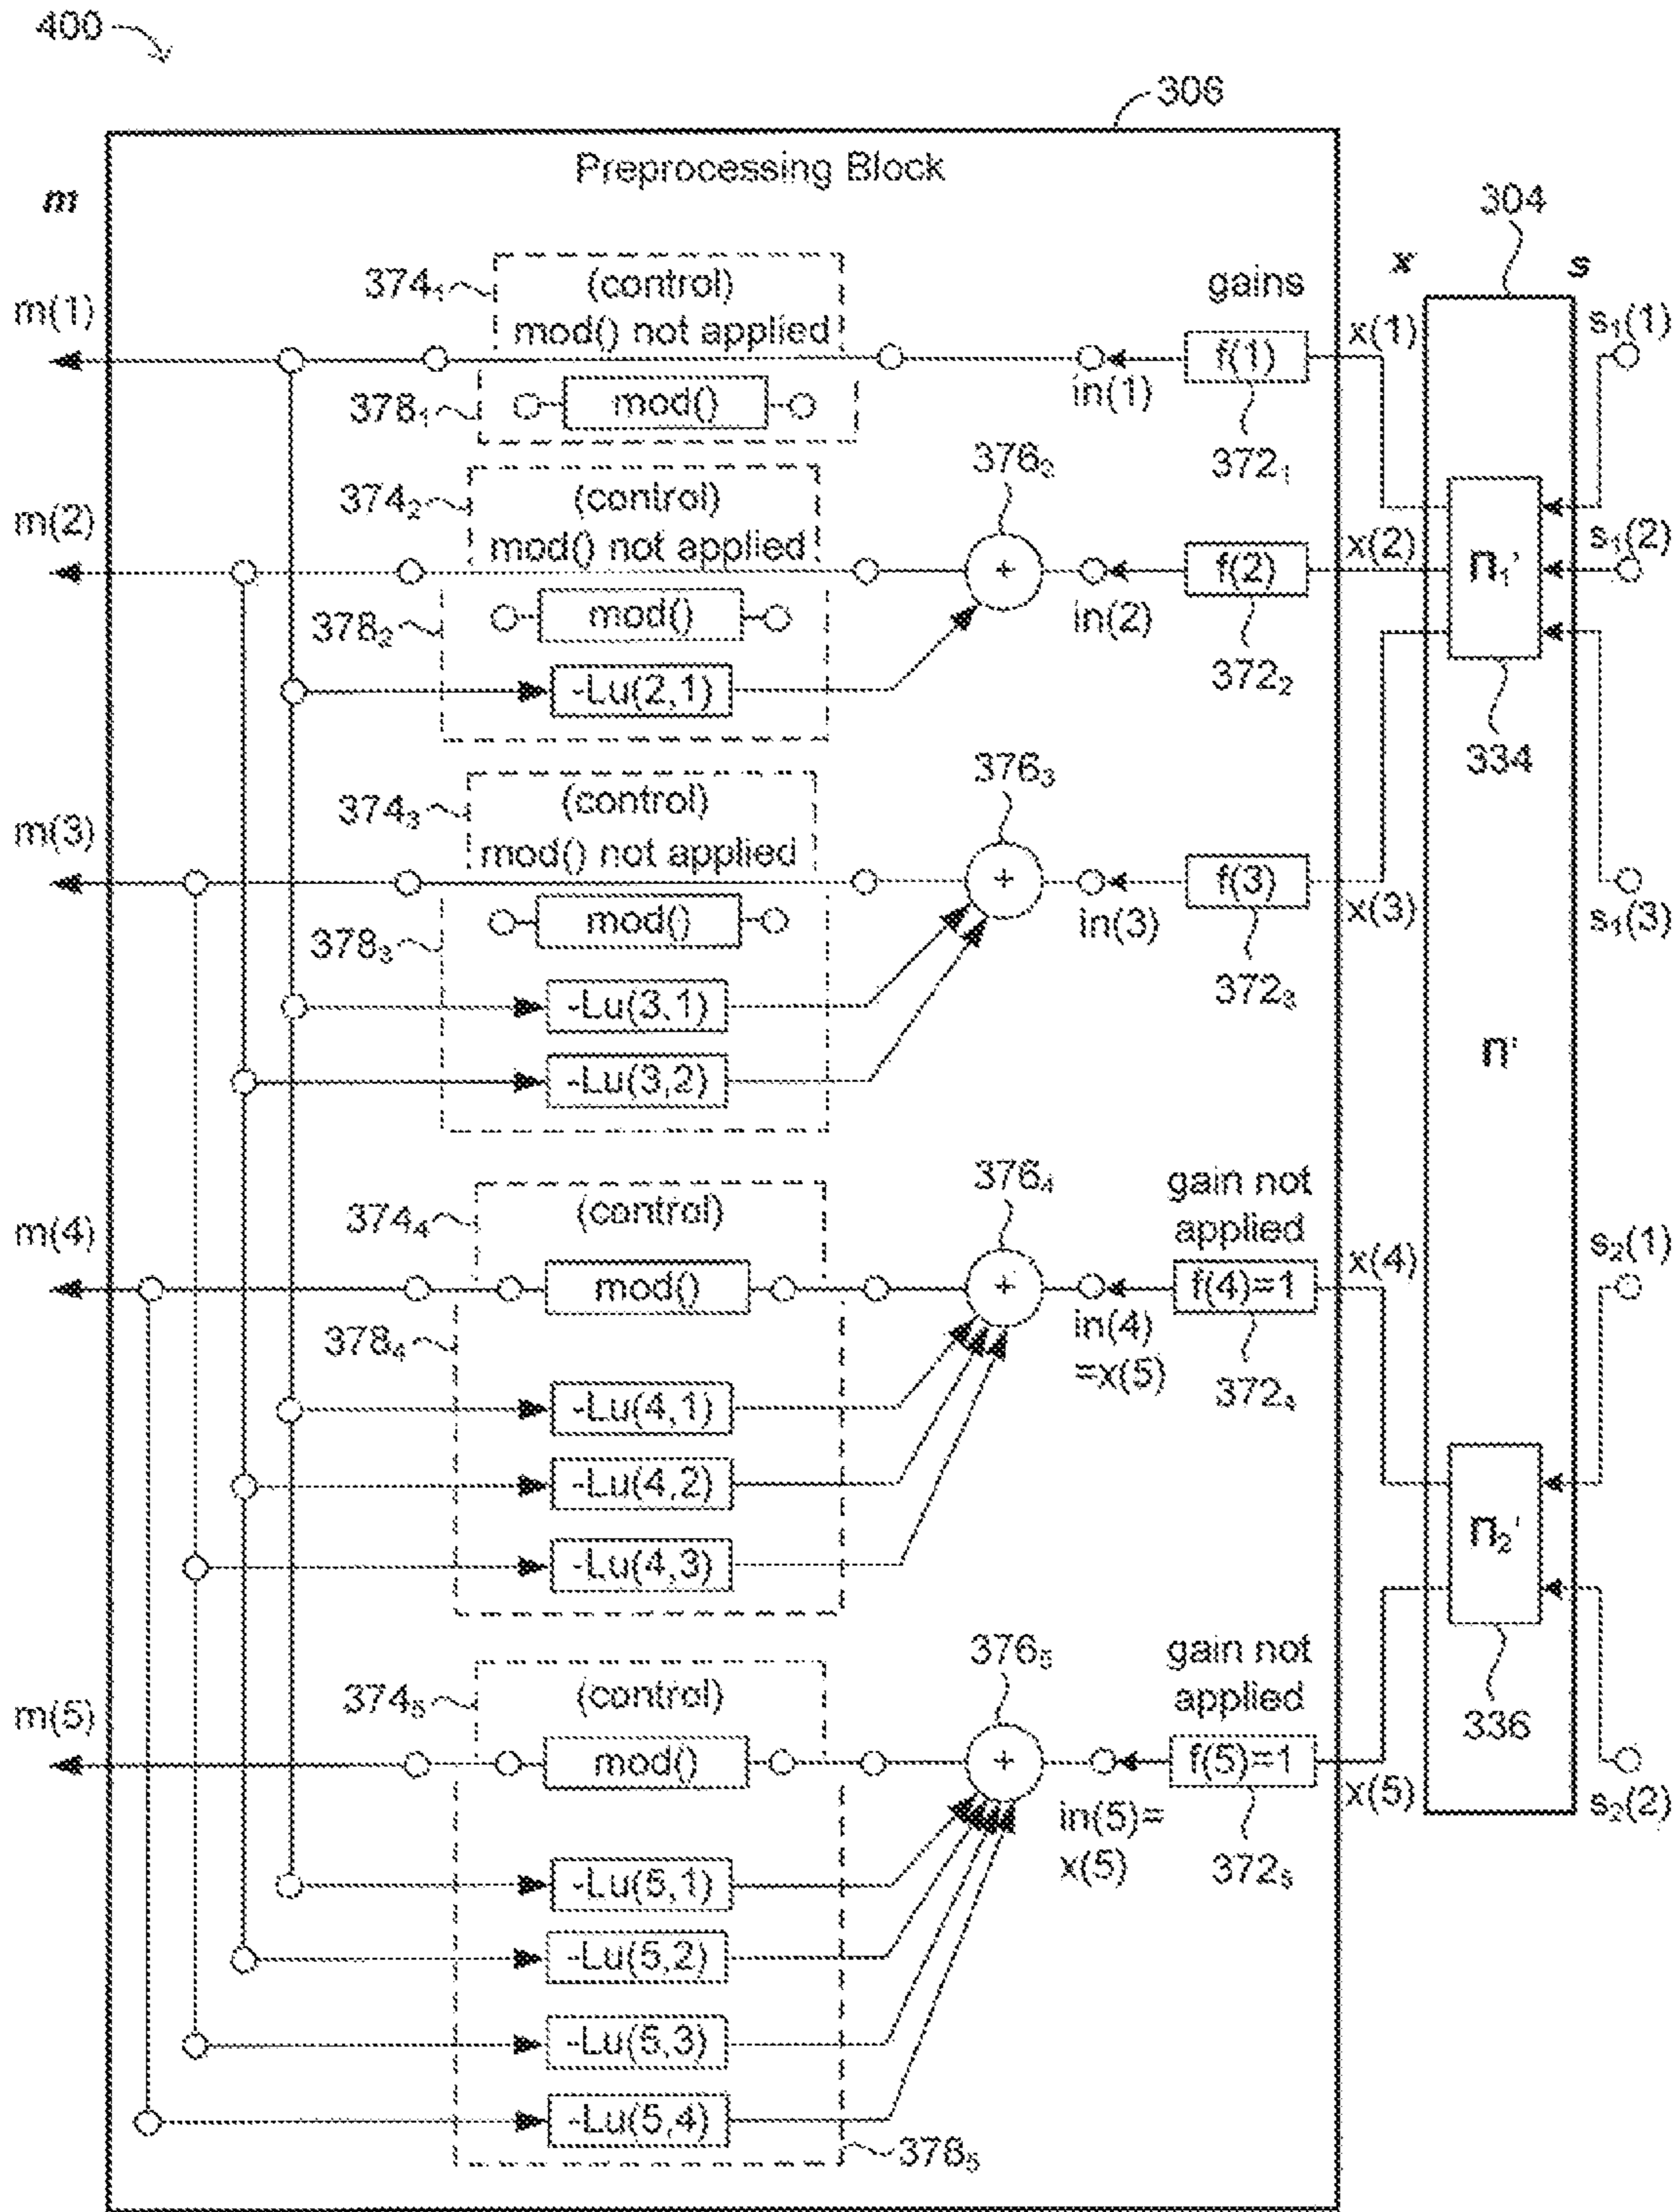 400
306
Preprocessing Block
m
304
x
s
374₁
(control)
gains
m(1)
mod() not applied
x(1)
s₁(1)
f(1)
in(1)
378₁
mod()
372₁
376₂
374₂
(control)
m(2)
mod() not applied
x(2)
s₁(2)
+
f(2)
n₁'
in(2)
378₂
mod()
372₂
-Lu(2,1)
334
376₃
374₃
(control)
m(3)
mod() not applied
+
f(3)
x(3)
s₁(3)
in(3)
378₃
mod()
372₃
-Lu(3,1)
n'
-Lu(3,2)
376₄
gain not
applied
374₄
(control)
m(4)
x(4)
s₂(1)
mod()
+
f(4)=1
in(4)
=x(5)
378₄
372₄
-Lu(4,1)
-Lu(4,2)
n₂'
-Lu(4,3)
376₅
gain not
applied
374₅
(control)
336
m(5)
mod()
+
f(5)=1
x(5)
s₂(2)
in(5)=
x(5)
372₅
-Lu(5,1)
-Lu(5,2)
-Lu(5,3)
-Lu(5,4)
378₅